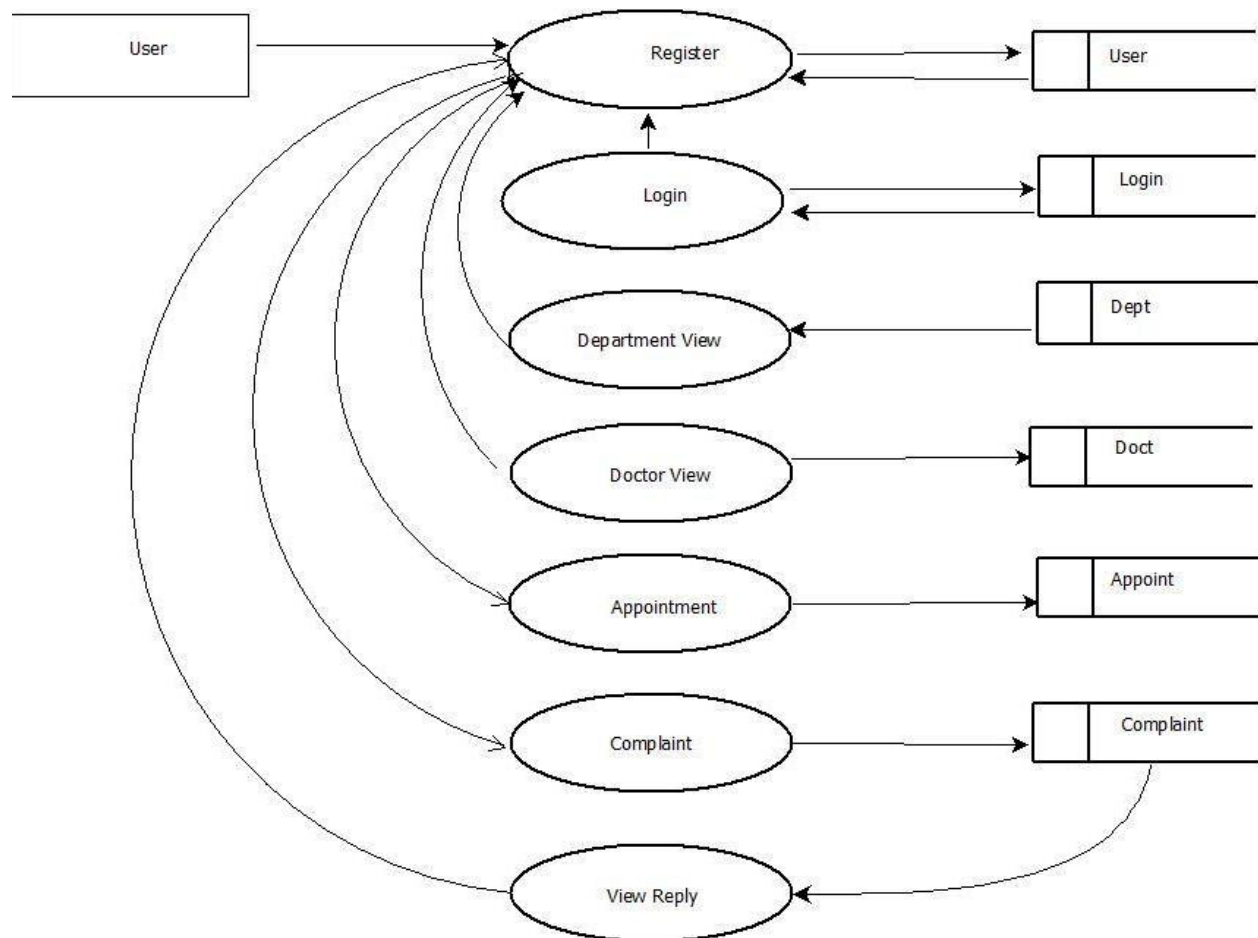 User
Register
User
Login
Login
Department View
Dept
Doctor View
Doct
Appointment
Appoint
Complaint
Complaint
View Reply